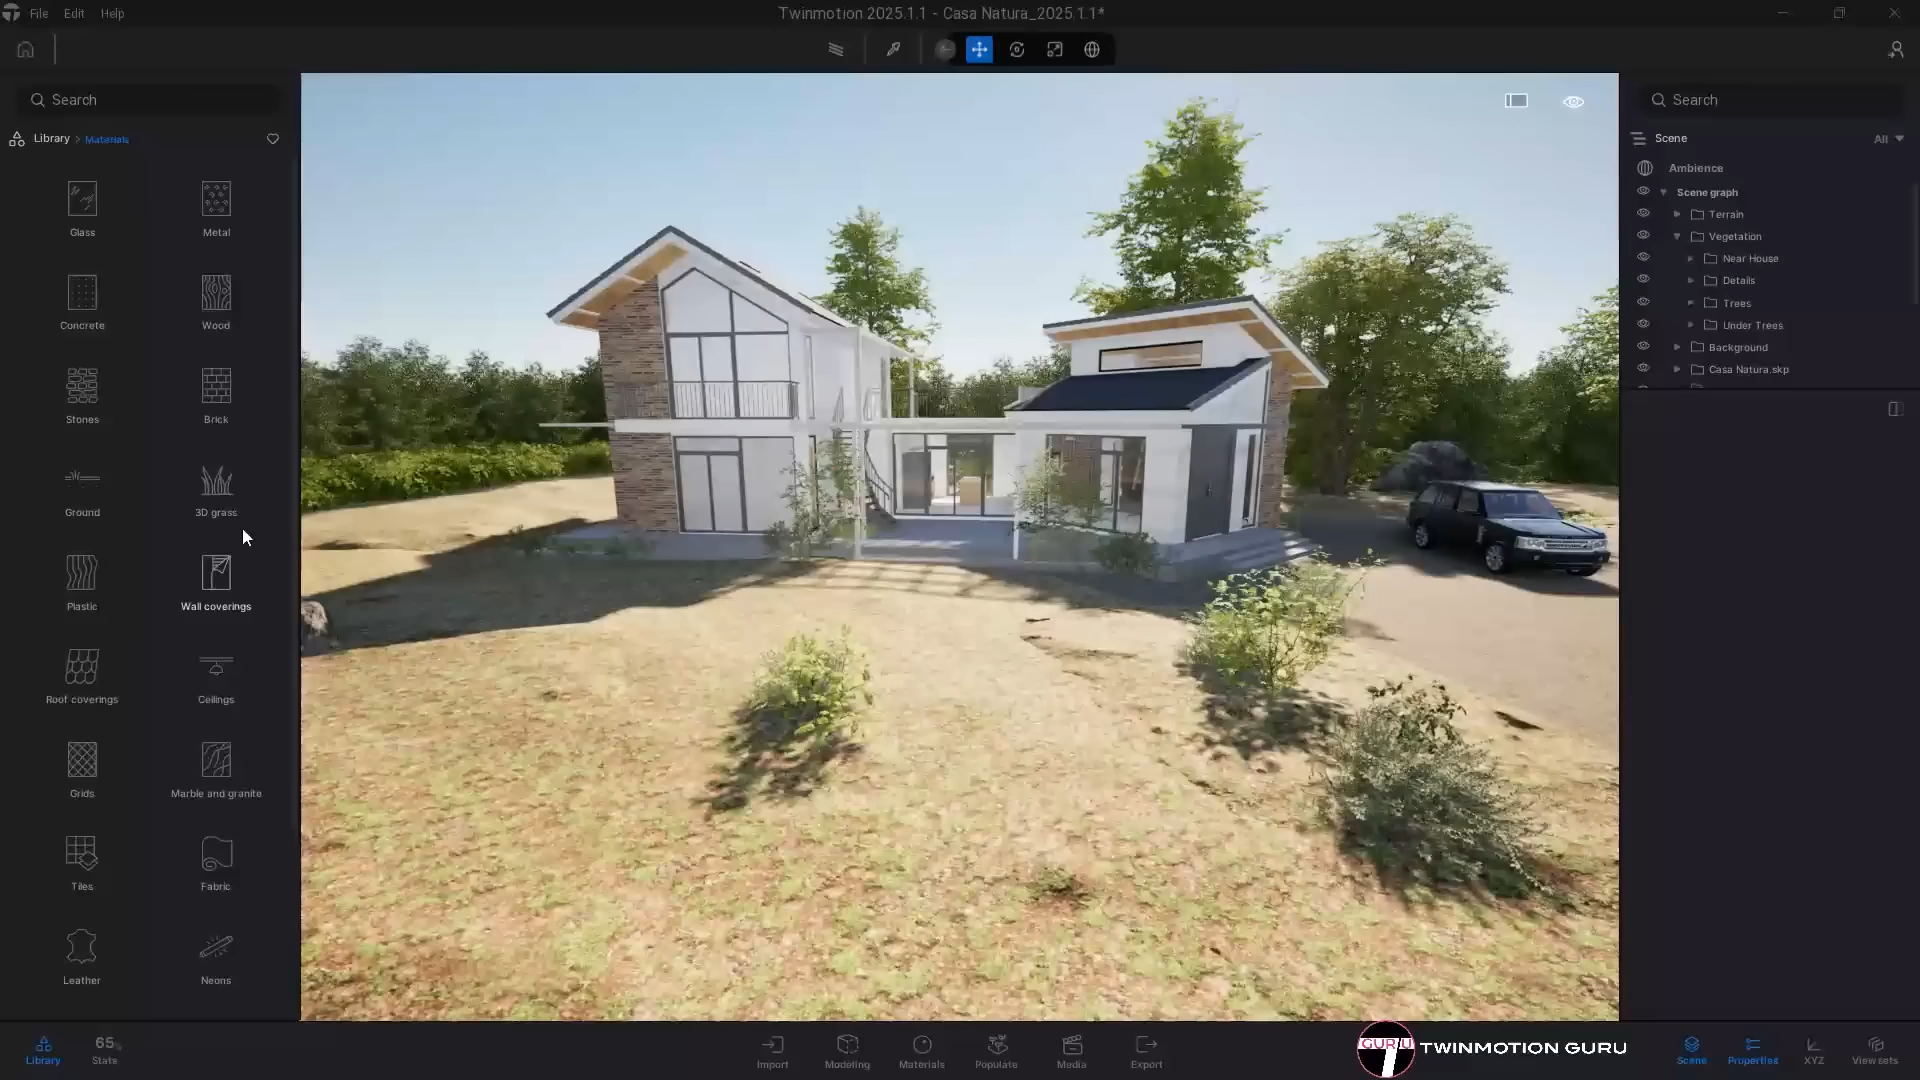 File Edit Help
Twinmotion 2025.1.1 - Casa Natura_2025.1.1*
Search
Library > Materials
Glass
Metal
Concrete
Wood
Stones
Brick
Ground
3D grass
Plastic
Wall coverings
Roof coverings
Ceilings
Grids
Marble and granite
Tiles
Fabric
Leather
Neons
Search
Scene
All
Ambience
Scene graph
Terrain
Vegetation
Near House
Details
Trees
Under Trees
Background
Casa Natura.skp
Library
65%
Stats
Import
Modeling
Materials
Populate
Media
Export
GURU
TWINMOTION GURU
Scene
Properties
XYZ
View sets